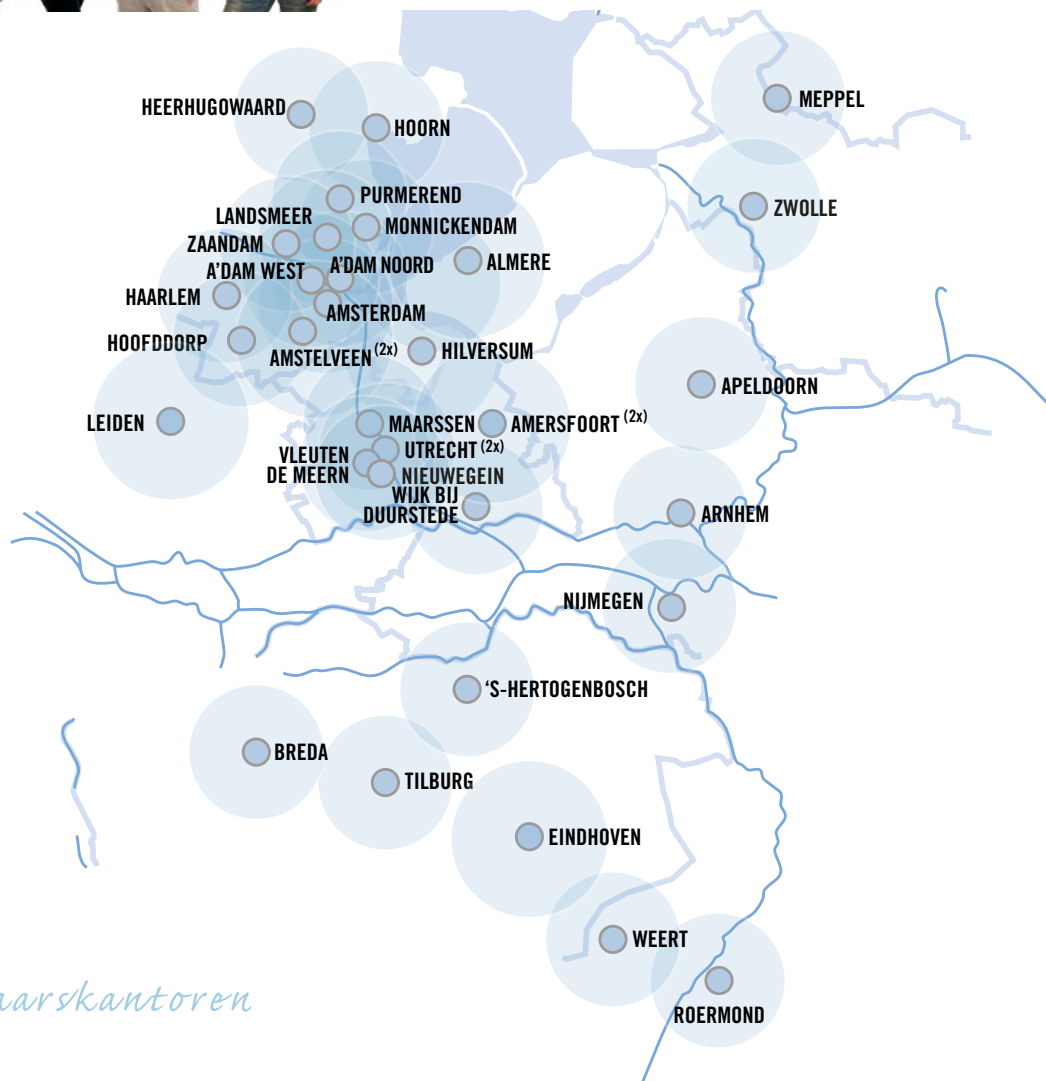 HEERHUGOWAARD
HOORN
MEPPEL
PURMEREND
ZWOLLE
LANDSMEER
MONNICKENDAM
ZAANDAM
A'DAM WEST
A'DAM NOORD
ALMERE
HAARLEM
AMSTERDAM
HOOFDDORP
AMSTELVEEN (2x)
HILVERSUM
APELDOORN
LEIDEN
MAARSSEN
AMERSFOORT (2x)
UTRECHT (2x)
VLEUTEN
DE MEERN
NIEUWEGEIN
WIJK BIJ
DUURSTEDE
ARNHEM
NIJMEGEN
'S-HERTOGENBOSCH
BREDA
TILBURG
EINDHOVEN
WEERT
aarskantoren
ROERMOND